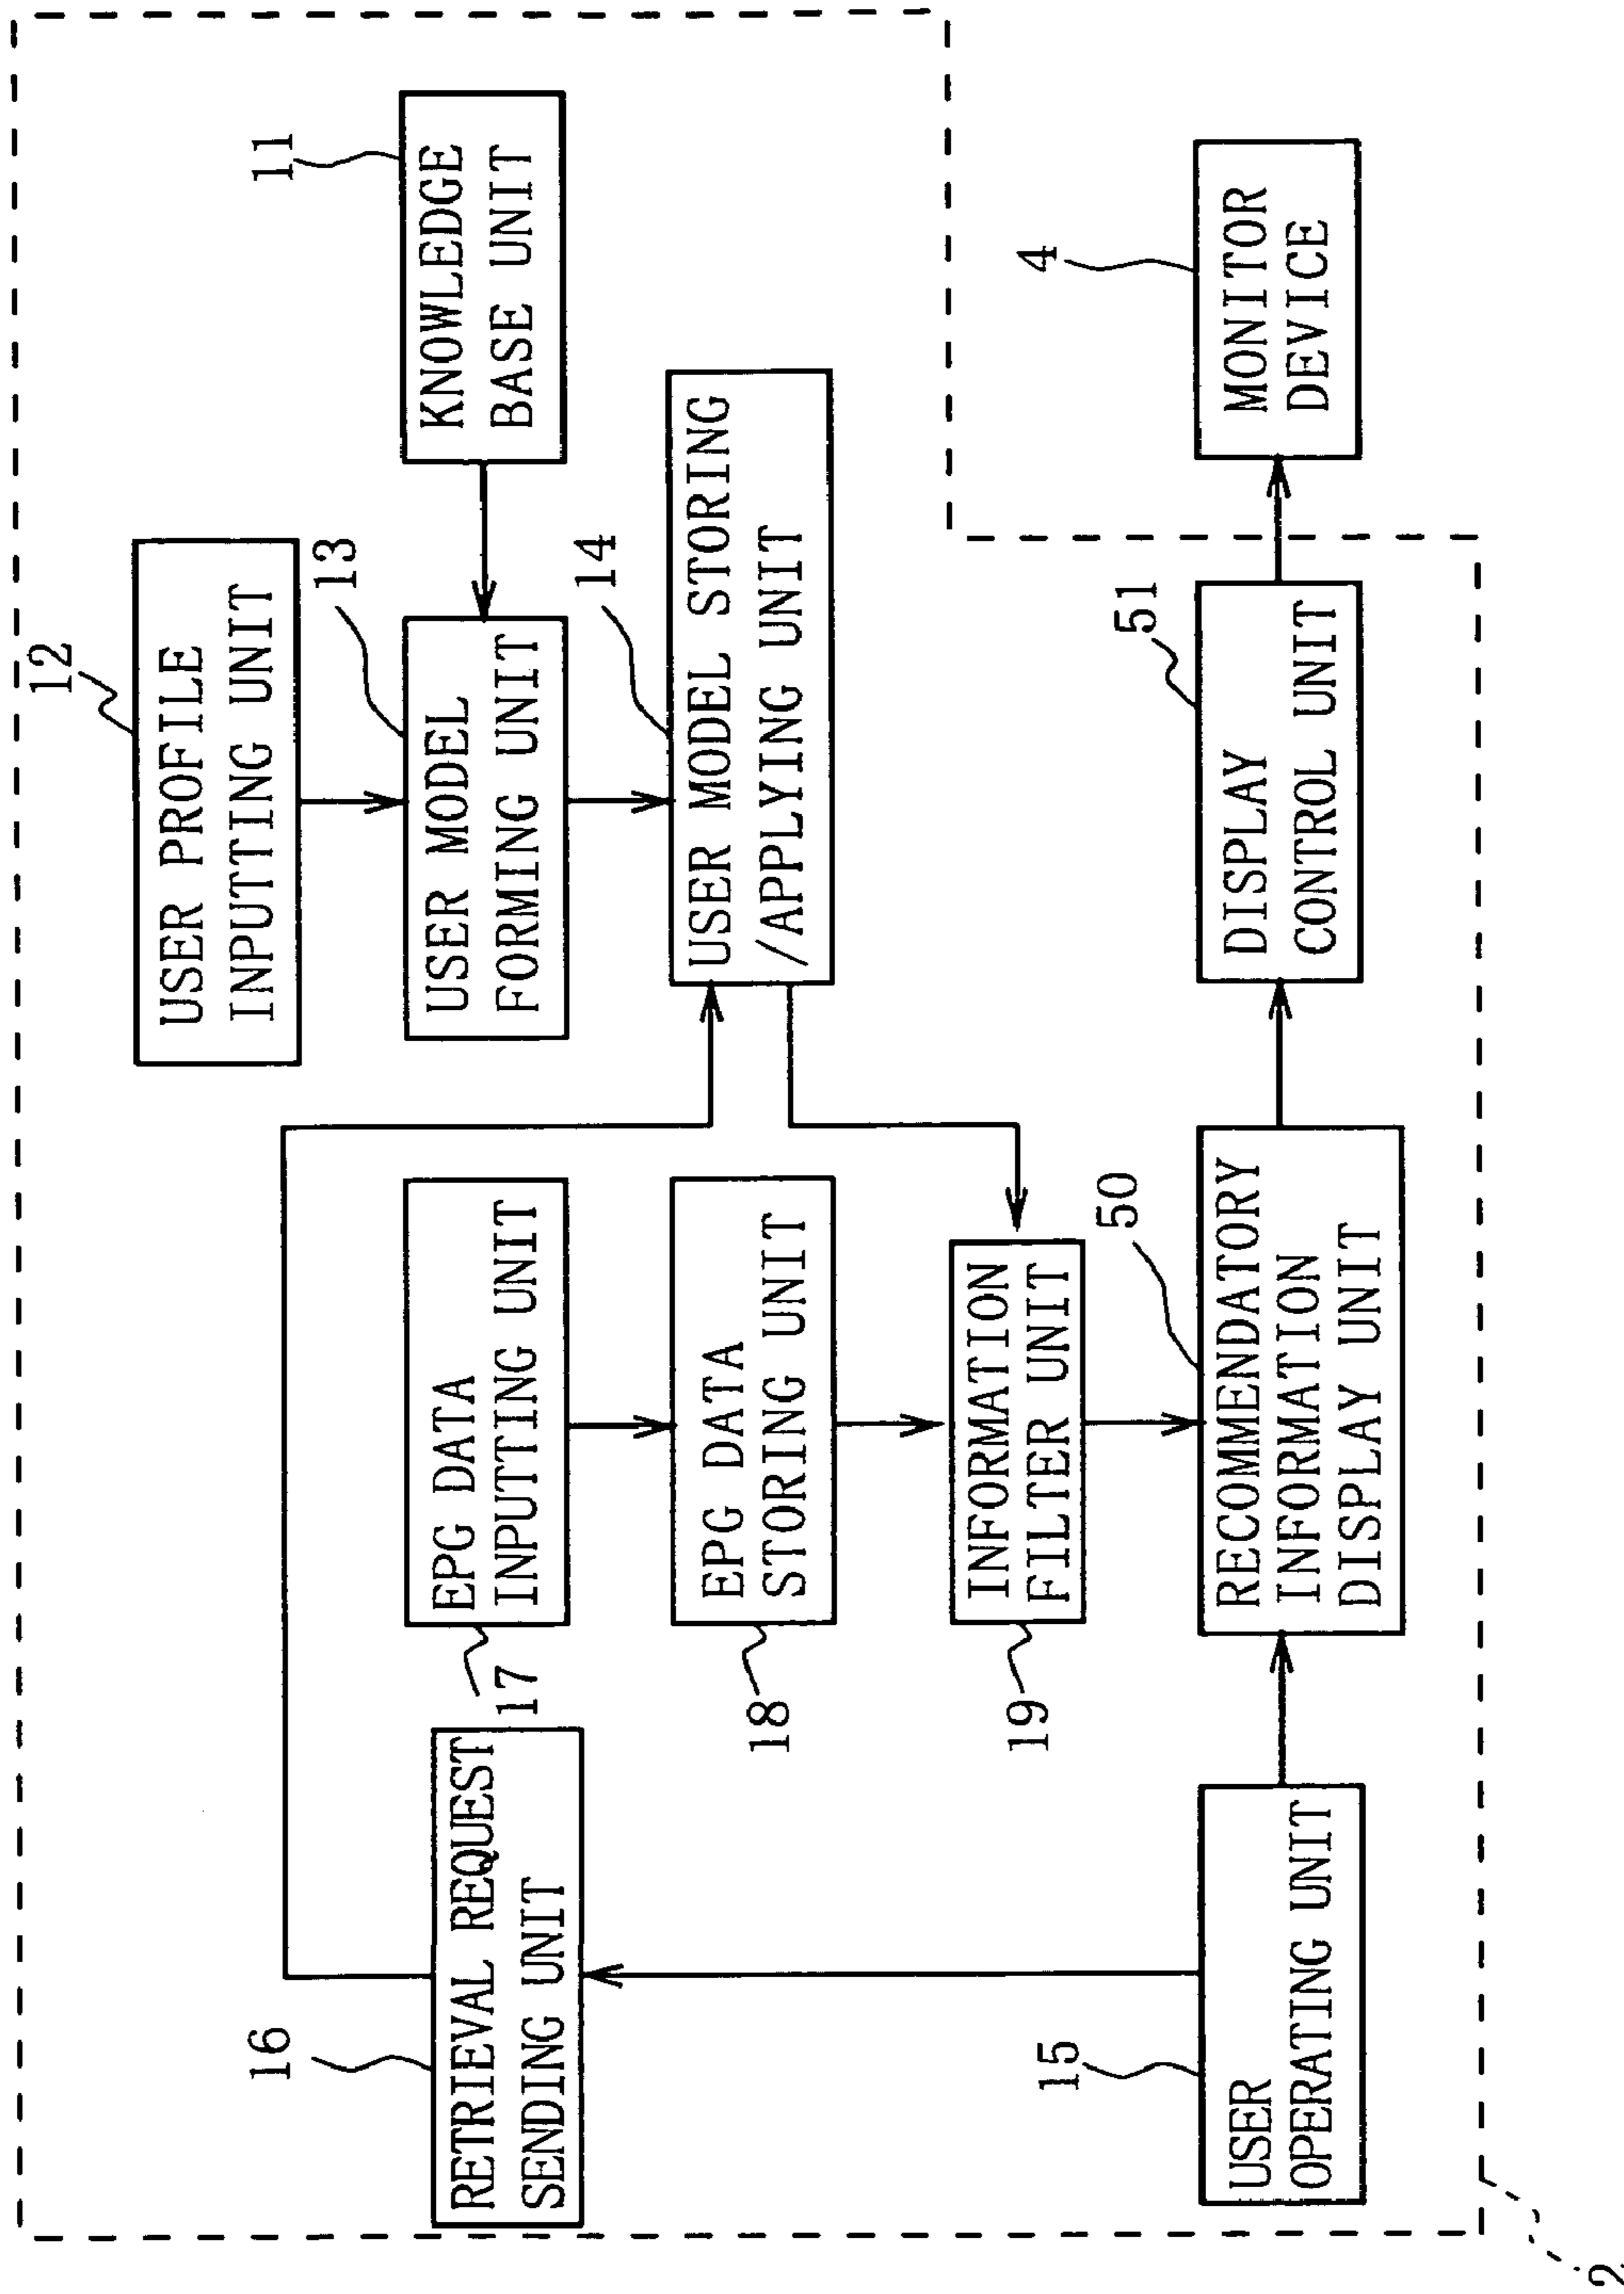 12
USER PROFILE
INPUTTING UNIT
11
KNOWLEDGE
BASE UNIT
13
USER MODEL
FORMING UNIT
14
USER MODEL STORING
/APPLYING UNIT
16
RETRIEVAL REQUEST
SENDING UNIT
17
EPG DATA
INPUTTING UNIT
18
EPG DATA
STORING UNIT
19
INFORMATION
FILTER UNIT
15
USER
OPERATING UNIT
50
RECOMMENDATORY
INFORMATION
DISPLAY UNIT
51
DISPLAY
CONTROL UNIT
4
MONITOR
DEVICE
2